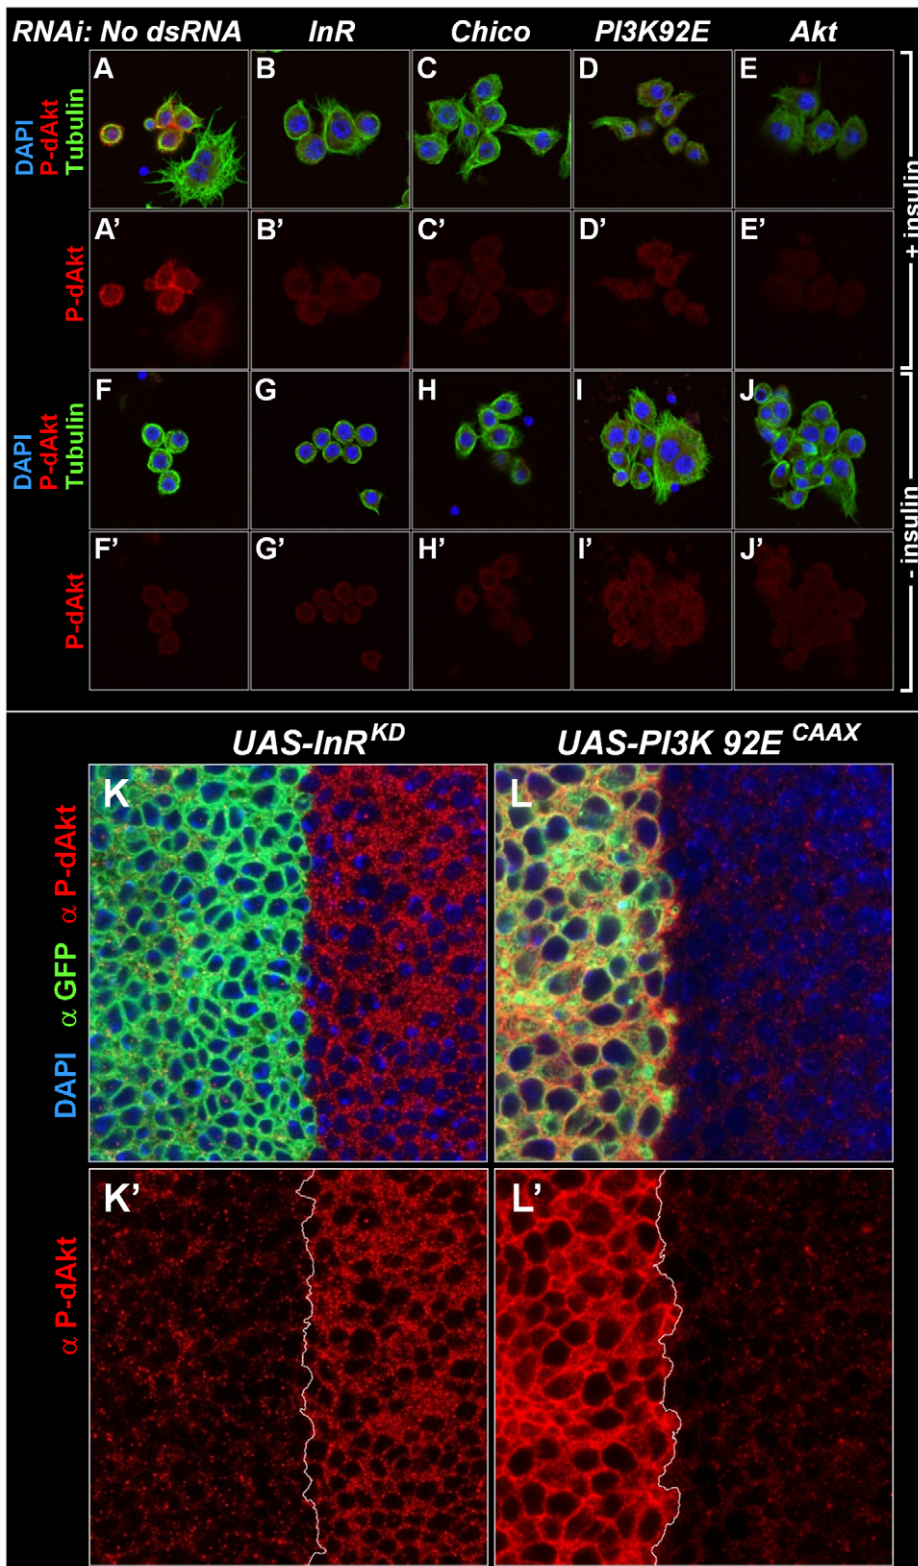 RNAi: No dsRNA InR Chico PI3K92E Akt
DAPI
P-dAkt
Tubulin
A B C D E
+ insulin
P-dAkt
A’ B’ C’ D’ E’
DAPI
P-dAkt
Tubulin
F G H I J
- insulin
P-dAkt
F’ G’ H’ I’ J’
UAS-InR KD UAS-PI3K 92E CAAX
DAPI α GFP α P-dAkt
K L
α P-dAkt
K’ L’